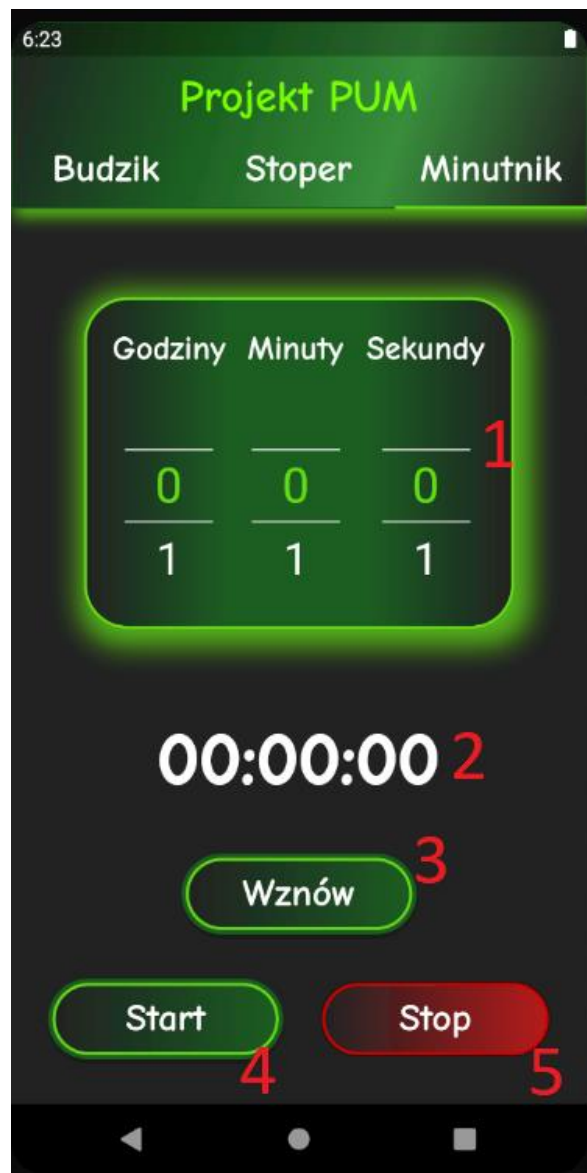 6:23
Projekt PUM
Budzik Stoper Minutnik
Godziny Minuty Sekundy
1
0 0 0
1 1 1
00:00:00 2
3
Wznów
Start Stop
4 5